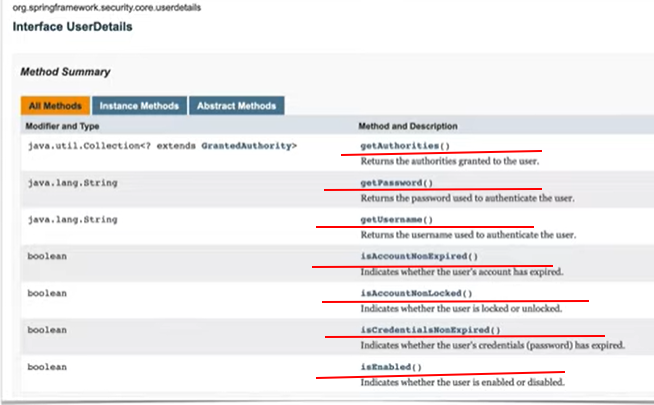 org.springframework.security.core.userdetails
Interface UserDetails
Method Summary
All Methods Instance Methods Abstract Methods
Modifier and Type Method and Description
java.util.Collection<? extends GrantedAuthority> getAuthorities()
Returns the authorities granted to the user.
java.lang.String getPassword()
Returns the password used to authenticate the user.
java.lang.String getUsername()
Returns the username used to authenticate the user.
boolean isAccountNonExpired()
Indicates whether the user's account has expired.
boolean isAccountNonLocked()
Indicates whether the user is locked or unlocked.
boolean isCredentialsNonExpired()
Indicates whether the user's credentials (password) has expired.
boolean isEnabled()
Indicates whether the user is enabled or disabled.